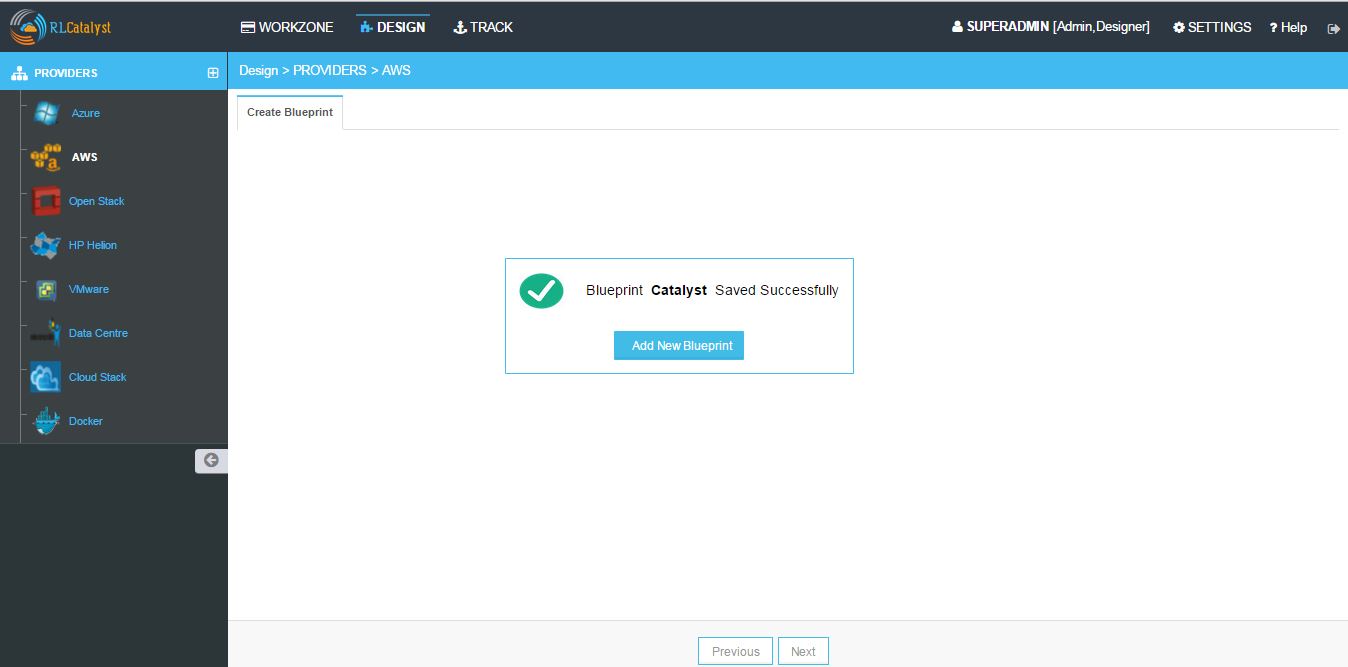 RLCatalyst
WORKZONE
DESIGN
TRACK
SUPERADMIN [Admin,Designer]
SETTINGS
? Help
PROVIDERS
Design > PROVIDERS > AWS
Azure
AWS
Open Stack
HP Helion
VMware
Data Centre
Cloud Stack
Docker
Create Blueprint
Blueprint Catalyst Saved Successfully
Add New Blueprint
Previous
Next